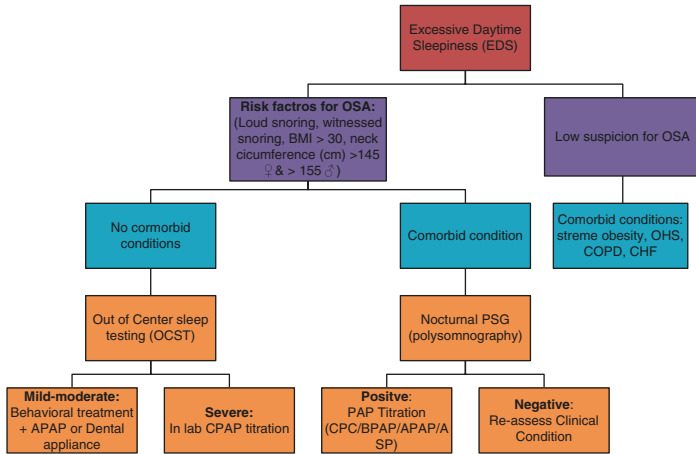 Excessive Daytime
Sleepiness (EDS)
Risk factros for OSA:
(Loud snoring, witnessed
snoring, BMI > 30, neck
cicumference (cm) >145
♀ & > 155 ♂)
Low suspicion for OSA
No cormorbid
conditions
Comorbid condition
Comorbid conditions:
streme obesity, OHS,
COPD, CHF
Out of Center sleep
testing (OCST)
Nocturnal PSG
(polysomnography)
Mild-moderate:
Behavioral treatment
+ APAP or Dental
appliance
Severe:
In lab CPAP titration
Positve:
PAP Titration
(CPC/BPAP/APAP/A
SP)
Negative:
Re-assess Clinical
Condition